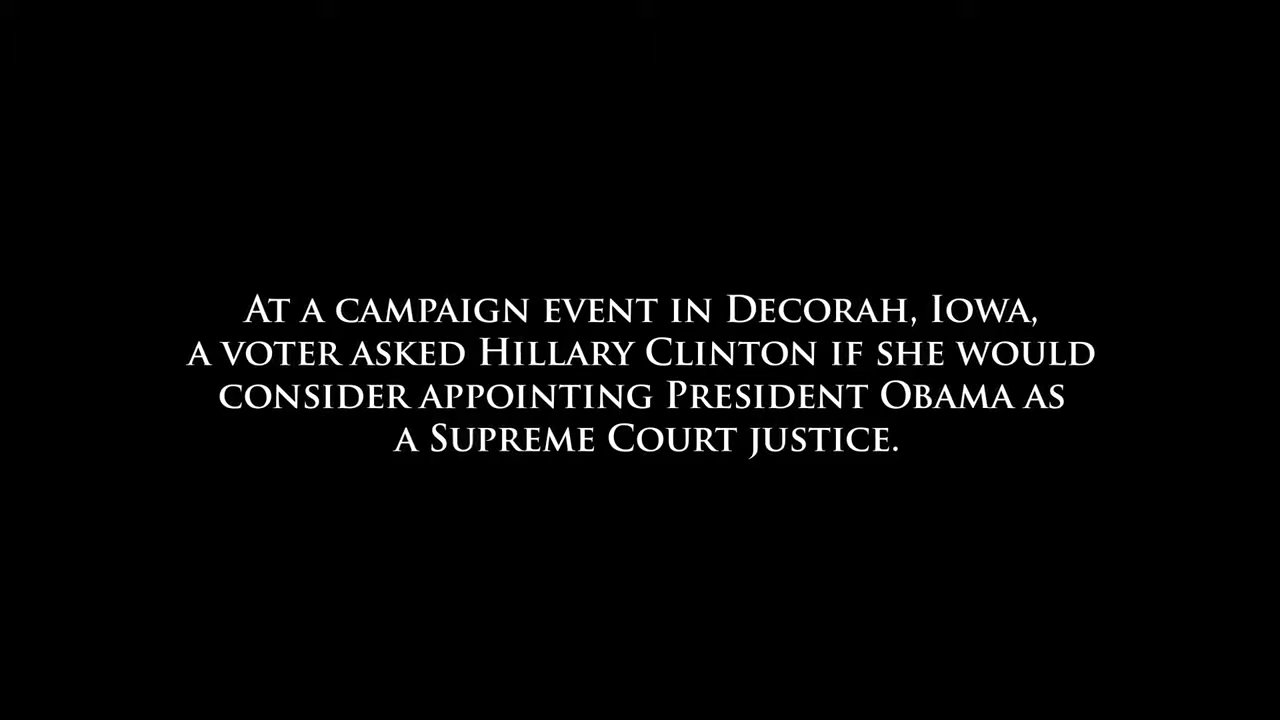 At a campaign event in Decorah, Iowa,
a voter asked Hillary Clinton if she would
consider appointing President Obama as
a Supreme Court justice.